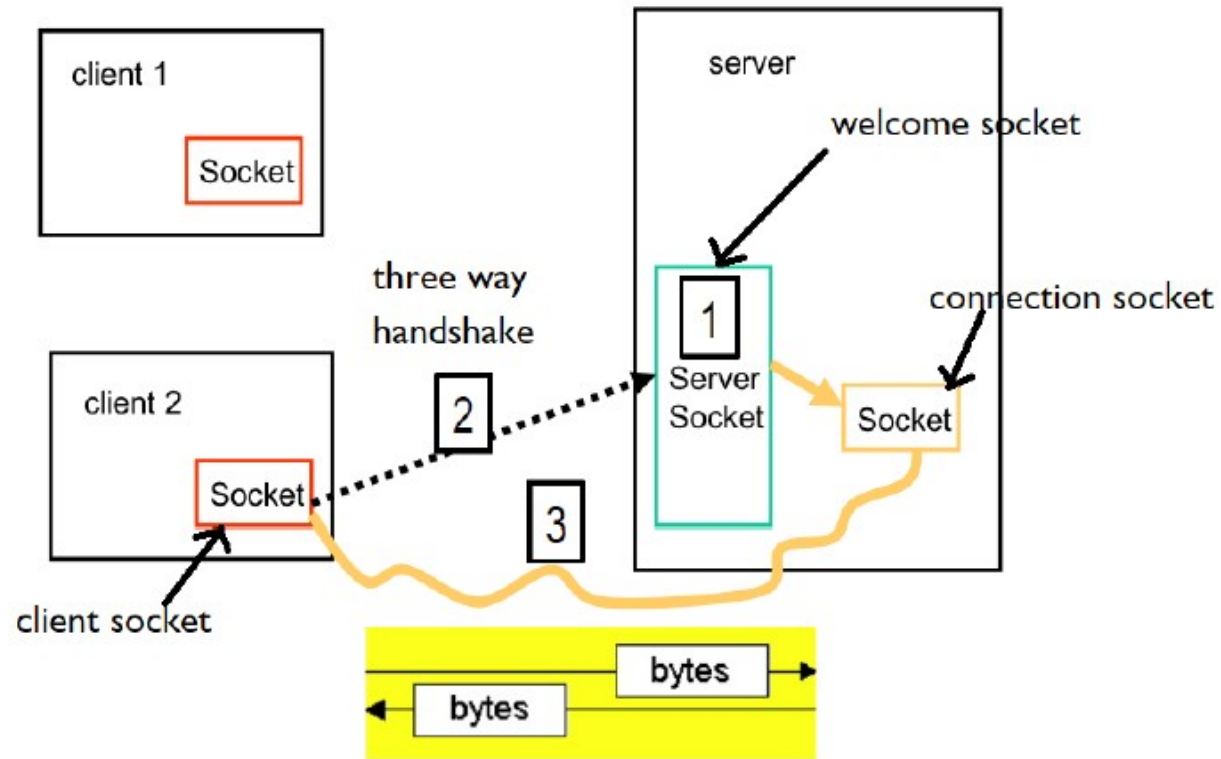 client 1
Socket
server
welcome socket
three way
handshake
1
Server
Socket
connection socket
Socket
client 2
2
Socket
3
client socket
bytes
bytes